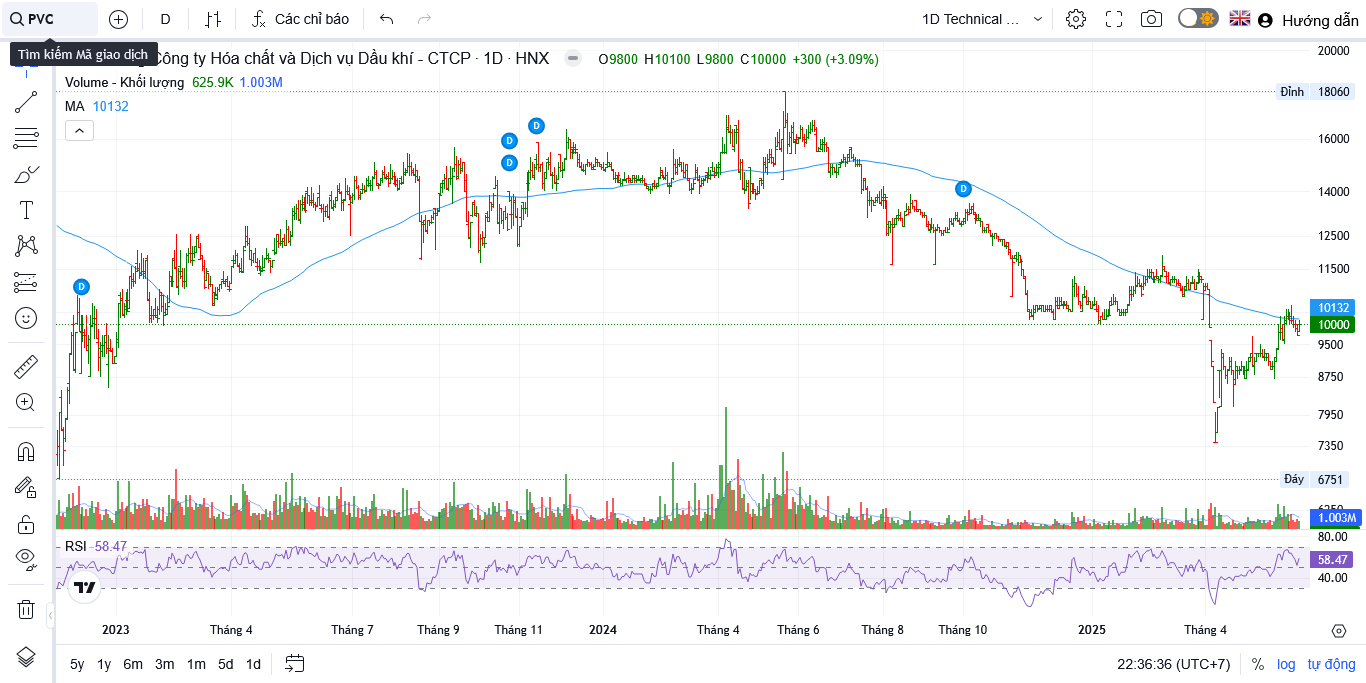 PVC
D
Các chỉ báo
1D Technical ...
Hướng dẫn
Tìm kiếm Mã giao dịch
Công ty Hóa chất và Dịch vụ Dầu khí - CTCP · 1D · HNX
O9800 H10100 L9800 C10000 +300 (+3.09%)
Volume - Khối lượng 625.9K 1.003M
MA 10132
D
D
D
D
D
20000
Đỉnh 18060
16000
14000
12500
11500
10132
10000
9500
8750
7950
7350
Đáy 6751
1.003M
RSI 58.47
80.00
58.47
40.00
2023 Tháng 4 Tháng 7 Tháng 9 Tháng 11 2024 Tháng 4 Tháng 6 Tháng 8 Tháng 10 2025 Tháng 4
5y 1y 6m 3m 1m 5d 1d
22:36:36 (UTC+7) % log tự động